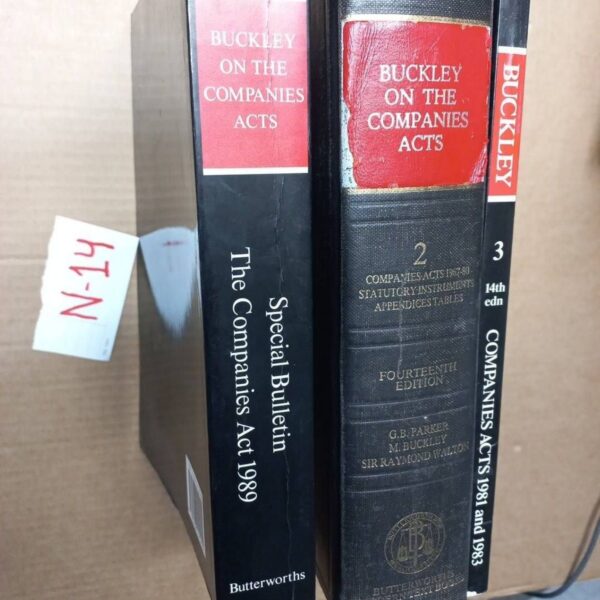 N-14
BUCKLEY
ON THE
COMPANIES
ACTS
Special Bulletin
The Companies Act 1989
Butterworths
BUCKLEY
ON THE
COMPANIES
ACTS
2
COMPANIES ACTS 1967-80
STATUTORY INSTRUMENTS
APPENDICES TABLES
FOURTEENTH
EDITION
G.B. PARKER
M. BUCKLEY
SIR RAYMOND WALTON
BUTTERWORTHS
BUCKLEY
3
14th
edn
COMPANIES ACTS 1981 and 1983